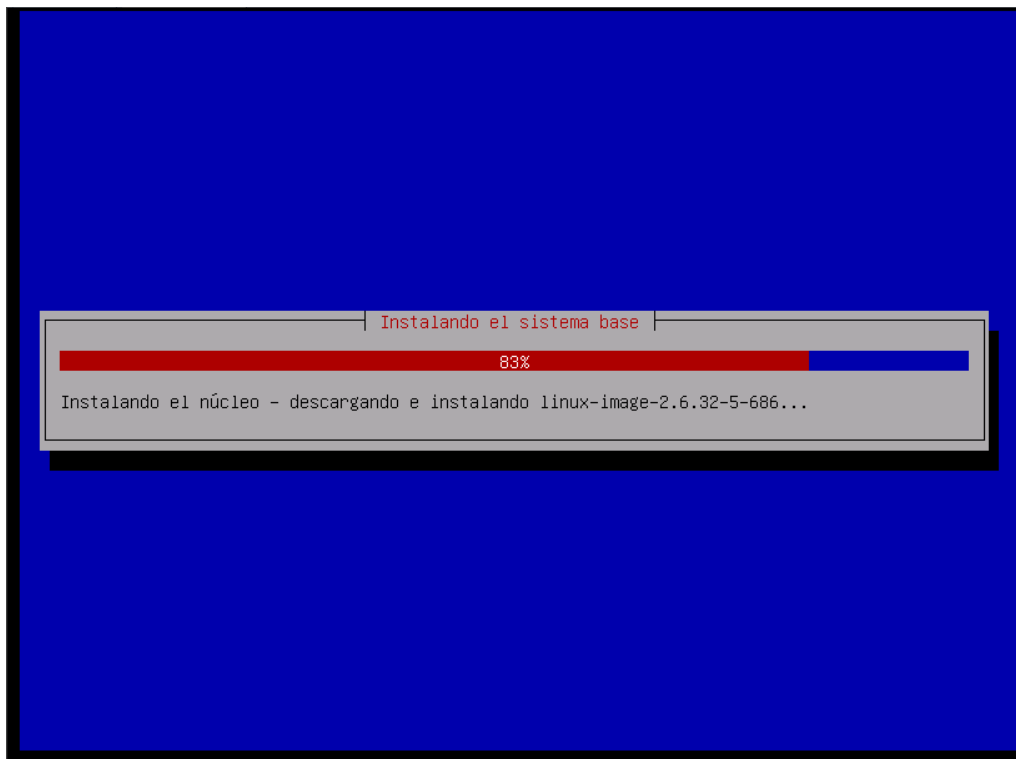 Instalando el sistema base
83%
Instalando el núcleo – descargando e instalando linux-image-2.6.32-5-686...